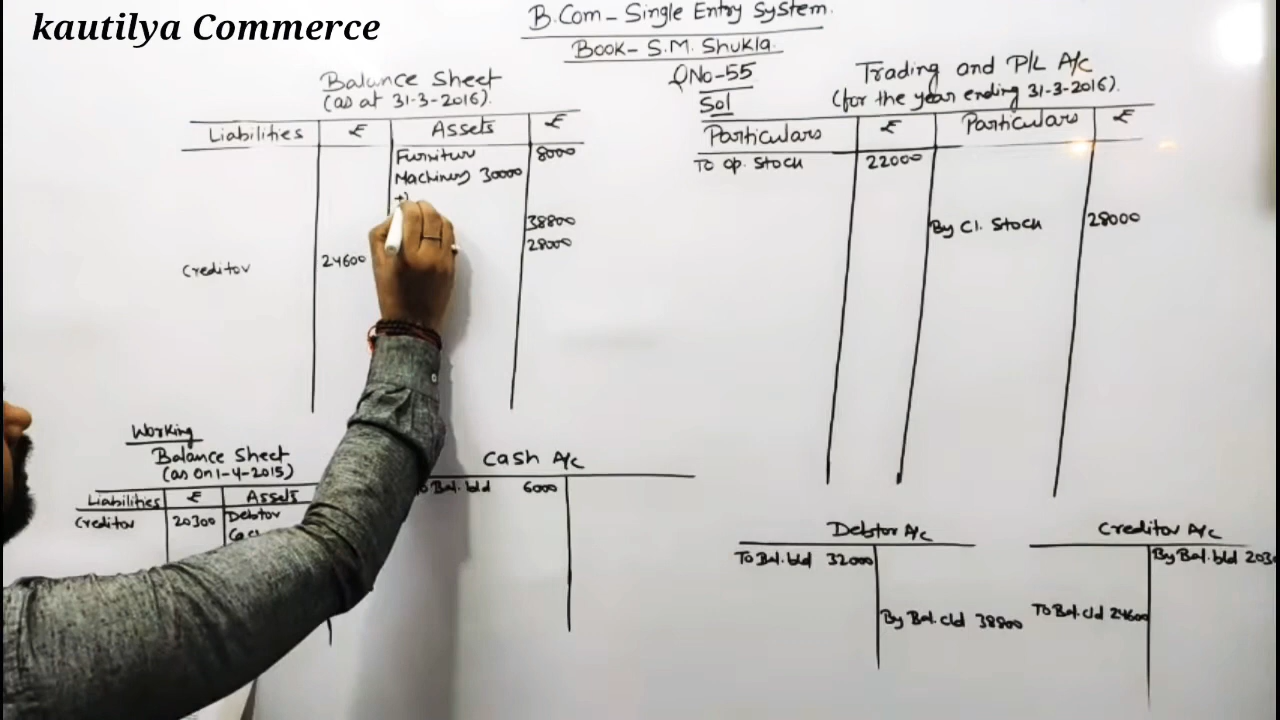 kautilya Commerce
B.Com – Single Entry System.
Book – S.M. Shukla.
QNo-55
Sol
Balance Sheet
(as at 31-3-2016).
Liabilities ₹ Assets ₹
Furnitur 8000
Machinery 30000
38800
28000
Creditor 24600
Trading and P/L A/c
(for the year ending 31-3-2016).
Particulars ₹ Particulars ₹
To Op. Stock 22000
By Cl. Stock 28000
Working
Balance Sheet
(as on 1-4-2015)
Liabilities ₹ Assets
Creditor 20300 Debtor
Cash A/c
Bal. b/d 6000
Debtor A/c
To Bal. b/d 32000
By Bal. c/d 38800
Creditor A/c
By Bal. b/d
To Bal. c/d 24600